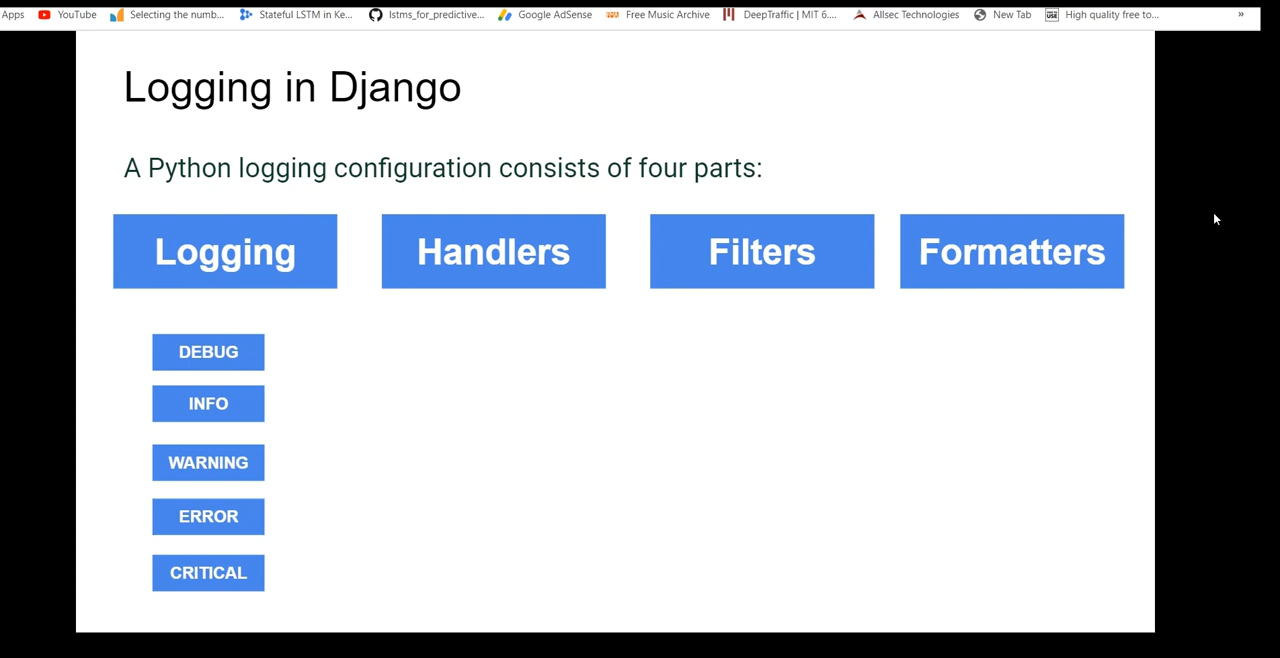 Apps YouTube Selecting the numb... Stateful LSTM in Ke... lstms_for_predictive... Google AdSense Free Music Archive DeepTraffic | MIT 6.... Allsec Technologies New Tab High quality free to... »
Logging in Django
A Python logging configuration consists of four parts:
Logging Handlers Filters Formatters
DEBUG
INFO
WARNING
ERROR
CRITICAL